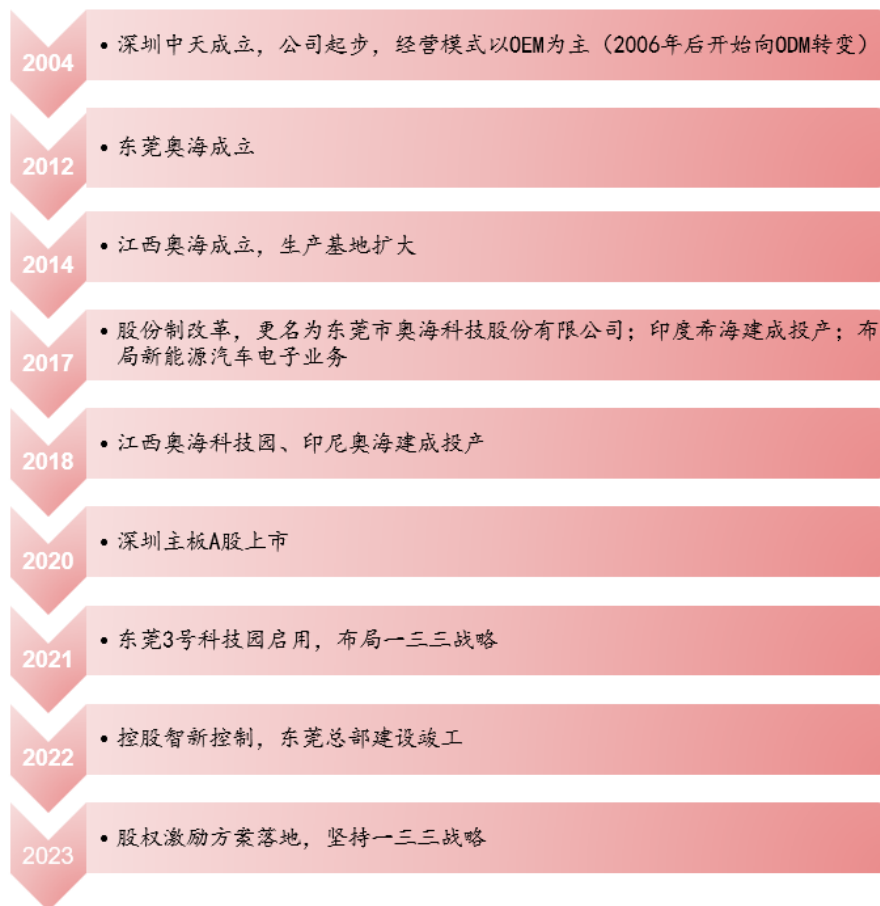 2004
• 深圳中天成立，公司起步，经营模式以OEM为主（2006年后开始向ODM转变）
2012
• 东莞奥海成立
2014
• 江西奥海成立，生产基地扩大
2017
• 股份制改革，更名为东莞市奥海科技股份有限公司；印度希海建成投产；布
局新能源汽车电子业务
2018
• 江西奥海科技园、印尼奥海建成投产
2020
• 深圳主板A股上市
2021
• 东莞3号科技园启用，布局一三三战略
2022
• 控股智新控制，东莞总部建设竣工
2023
• 股权激励方案落地，坚持一三三战略